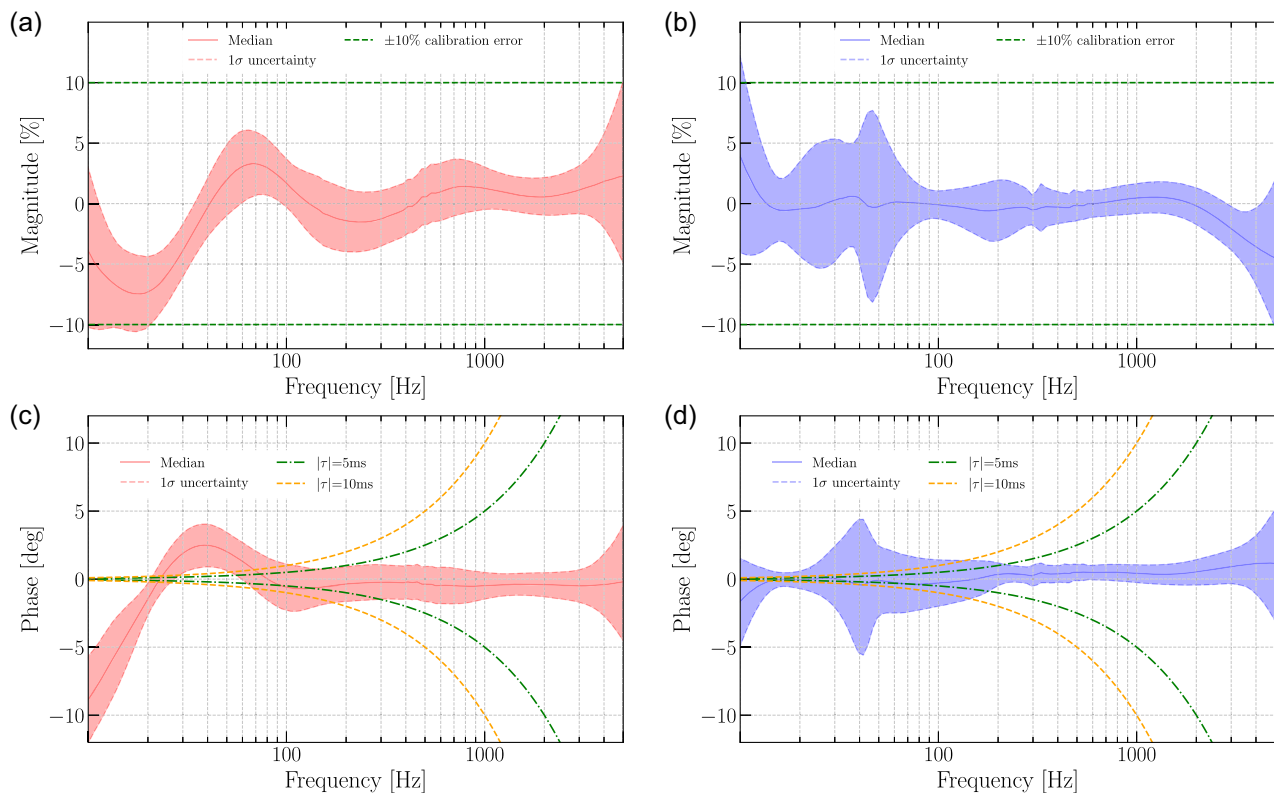 (a)
Median
1σ uncertainty
±10% calibration error
10
5
0
−5
−10
Magnitude [%]
100
1000
Frequency [Hz]
(b)
Median
1σ uncertainty
±10% calibration error
10
5
0
−5
−10
Magnitude [%]
100
1000
Frequency [Hz]
(c)
Median
1σ uncertainty
|τ|=5ms
|τ|=10ms
10
5
0
−5
−10
Phase [deg]
100
1000
Frequency [Hz]
(d)
Median
1σ uncertainty
|τ|=5ms
|τ|=10ms
10
5
0
−5
−10
Phase [deg]
100
1000
Frequency [Hz]